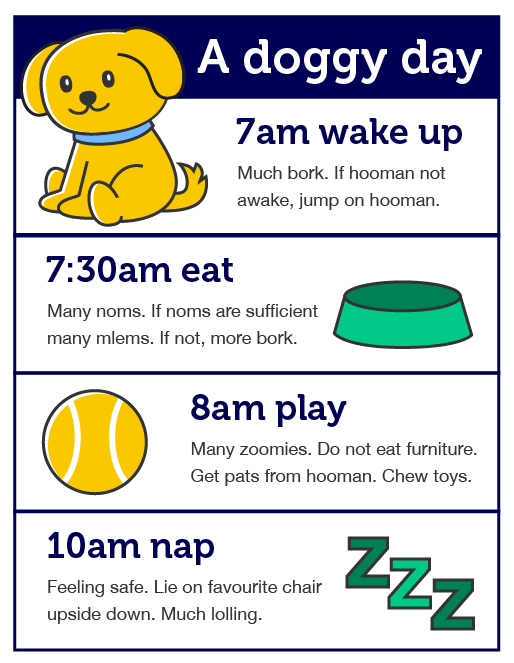 A doggy day
7am wake up
Much bork. If hooman not
awake, jump on hooman.
7:30am eat
Many noms. If noms are sufficient
many mlems. If not, more bork.
8am play
Many zoomies. Do not eat furniture.
Get pats from hooman. Chew toys.
10am nap
Feeling safe. Lie on favourite chair
upside down. Much lolling.
Z
Z
Z